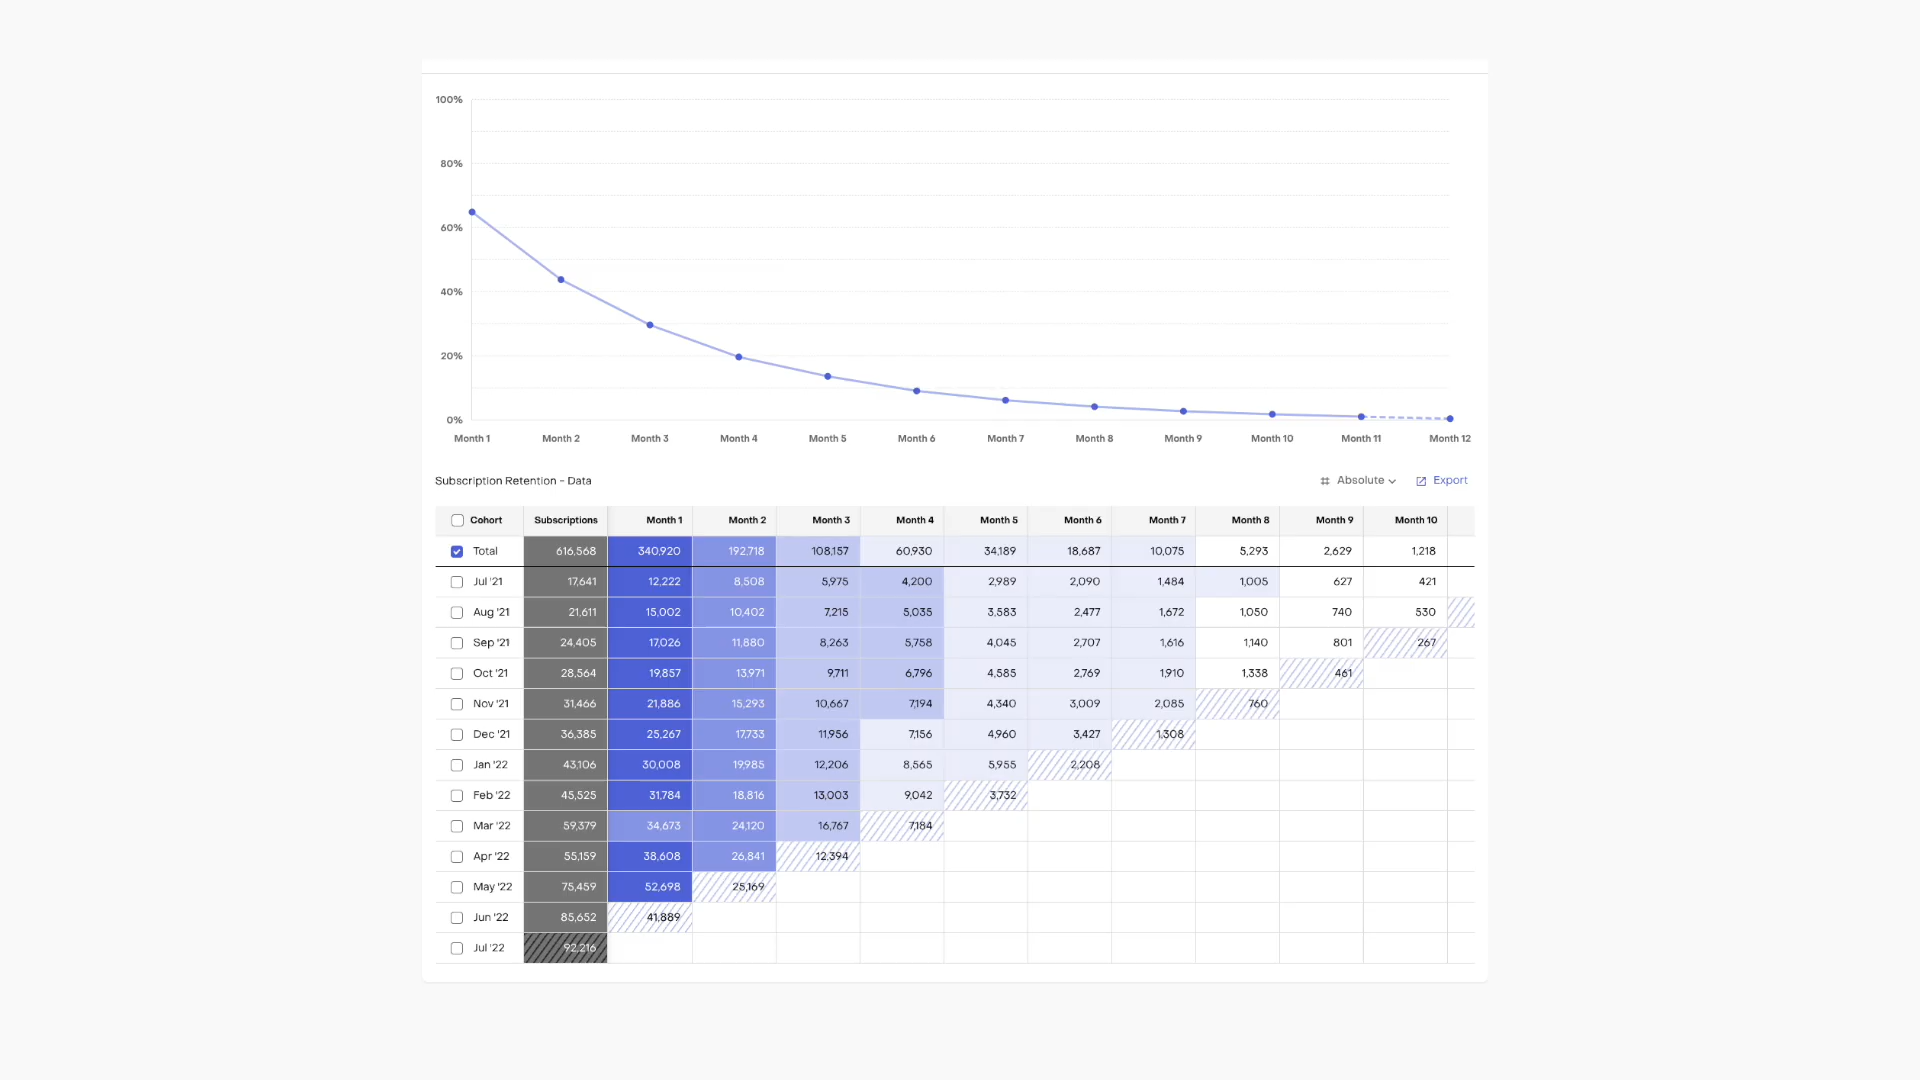 100%
80%
60%
40%
20%
0%
Month 1 Month 2 Month 3 Month 4 Month 5 Month 6 Month 7 Month 8 Month 9 Month 10 Month 11 Month 12
Subscription Retention - Data # Absolute Export
Cohort Subscriptions Month 1 Month 2 Month 3 Month 4 Month 5 Month 6 Month 7 Month 8 Month 9 Month 10
Total 616,568 340,920 192,718 108,157 60,930 34,189 18,687 10,075 5,293 2,629 1,218
Jul '21 17,641 12,222 8,508 5,975 4,200 2,989 2,090 1,484 1,005 627 421
Aug '21 21,611 15,002 10,402 7,215 5,035 3,583 2,477 1,672 1,050 740 530
Sep '21 24,405 17,026 11,880 8,263 5,758 4,045 2,707 1,616 1,140 801 267
Oct '21 28,564 19,857 13,971 9,711 6,796 4,585 2,769 1,910 1,338 461
Nov '21 31,466 21,886 15,293 10,667 7,194 4,340 3,009 2,085 760
Dec '21 36,385 25,267 17,733 11,956 7,156 4,960 3,427 1,308
Jan '22 43,106 30,008 19,985 12,206 8,565 5,955 2,208
Feb '22 45,525 31,784 18,816 13,003 9,042 3,732
Mar '22 59,379 34,673 24,120 16,767 7,184
Apr '22 55,159 38,608 26,841 12,394
May '22 75,459 52,698 25,169
Jun '22 85,652 41,889
Jul '22 92,216